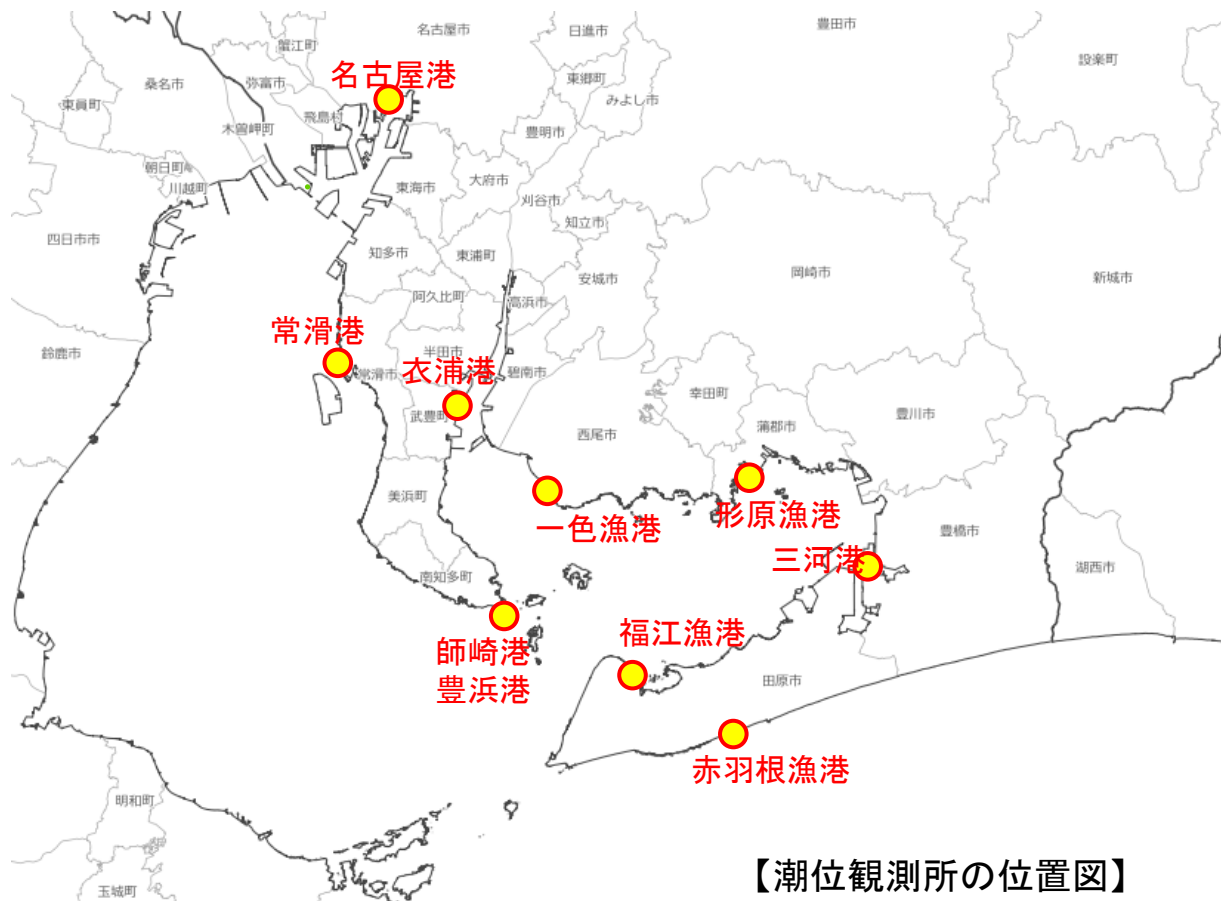 名古屋市
日進市
豊田市
蟹江町
設楽町
東郷町
名古屋港
桑名市
弥富市
東員町
みよし市
飛島村
木曽岬町
豊明市
朝日町
川越町
東海市
大府市
刈谷市
知立市
四日市市
知多市
東浦町
安城市
岡崎市
新城市
阿久比町
高浜市
常滑港
鈴鹿市
半田市
常滑市
衣浦港
碧南市
幸田町
武豊町
豊川市
蒲郡市
西尾市
美浜町
形原漁港
一色漁港
豊橋市
三河港
湖西市
南知多町
福江漁港
師崎港
豊浜港
田原市
赤羽根漁港
明和町
【潮位観測所の位置図】
玉城町